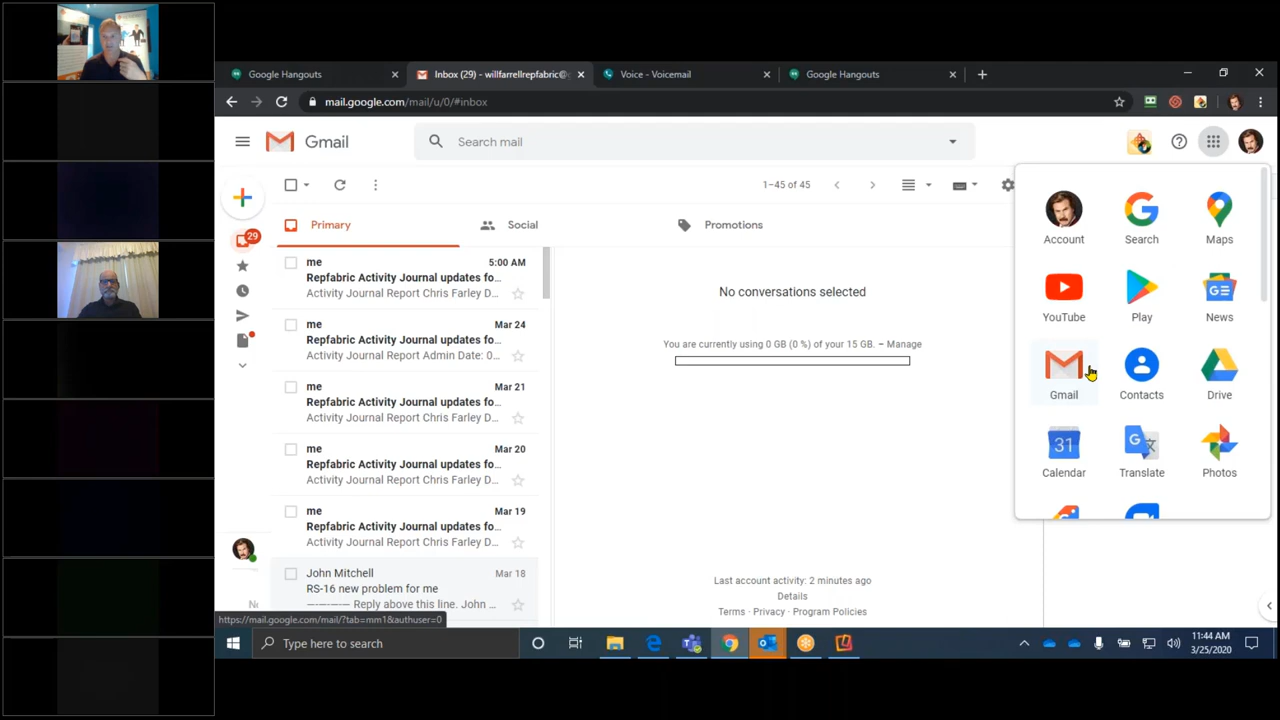 Google Hangouts
Inbox (29) - willfarrellrepfabric@
Voice - Voicemail
Google Hangouts
mail.google.com/mail/u/0/#inbox
Gmail
Search mail
1–45 of 45
29
Primary
Social
Promotions
me
5:00 AM
Repfabric Activity Journal updates fo...
Activity Journal Report Chris Farley D...
me
Mar 24
Repfabric Activity Journal updates fo...
Activity Journal Report Admin Date: 0...
me
Mar 21
Repfabric Activity Journal updates fo...
Activity Journal Report Chris Farley D...
me
Mar 20
Repfabric Activity Journal updates fo...
Activity Journal Report Chris Farley D...
me
Mar 19
Repfabric Activity Journal updates fo...
Activity Journal Report Chris Farley D...
John Mitchell
Mar 18
RS-16 new problem for me
—-—-—-— Reply above this line. John ...
No conversations selected
You are currently using 0 GB (0 %) of your 15 GB. – Manage
Last account activity: 2 minutes ago
Details
Terms · Privacy · Program Policies
Account
Search
Maps
YouTube
Play
News
Gmail
Contacts
Drive
31
Calendar
Translate
Photos
https://mail.google.com/mail/?tab=mm1&authuser=0
Type here to search
11:44 AM
3/25/2020